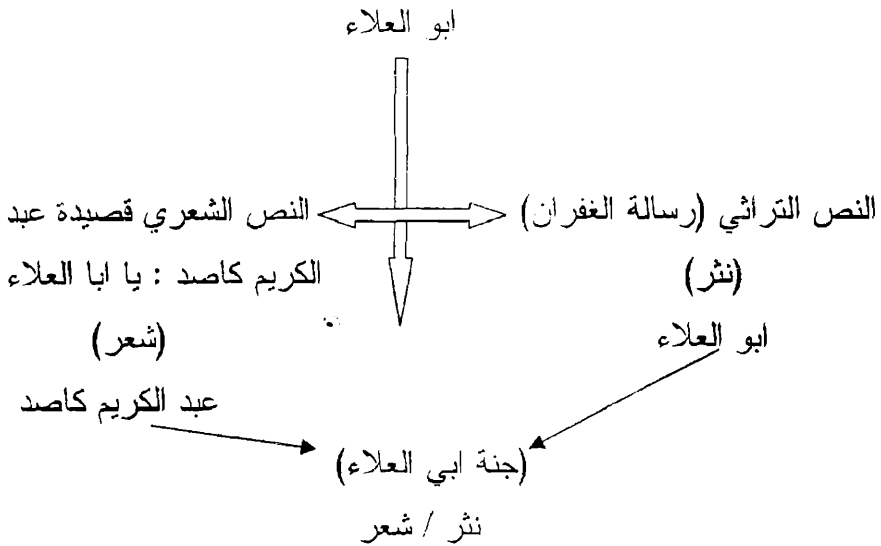 ابو العلاء
النص التراثي (رسالة الغفران)
(نثر)
ابو العلاء
النص الشعري قصيدة عبد
الكريم كاصد : يا ابا العلاء
(شعر)
عبد الكريم كاصد
(جنة ابي العلاء)
نثر / شعر